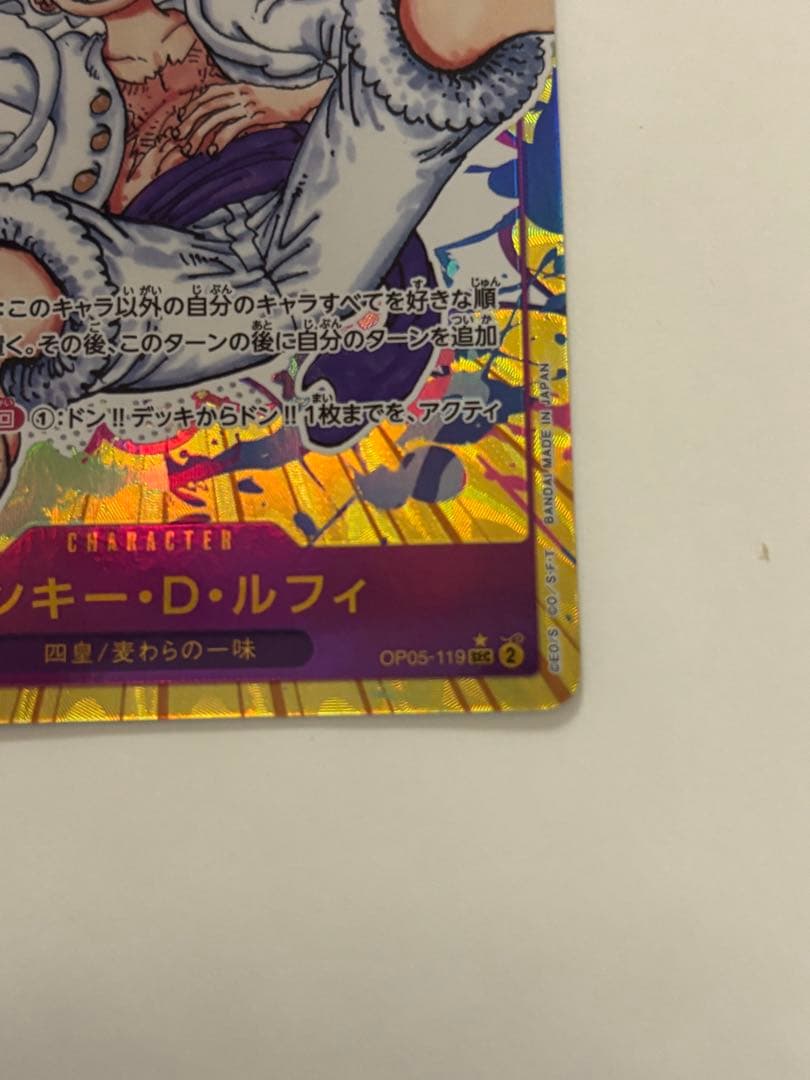 :このキャラ以外の自分のキャラすべてを好きな順
く。その後、このターンの後に自分のターンを追加
回 ①:ドン!!デッキからドン!!1枚までを、アクティ
CHARACTER
ンキー・D・ルフィ
四皇/麦わらの一味
OP05-119 SEC 2
©E.O/S ©O/S・F・T BANDAI MADE IN JAPAN